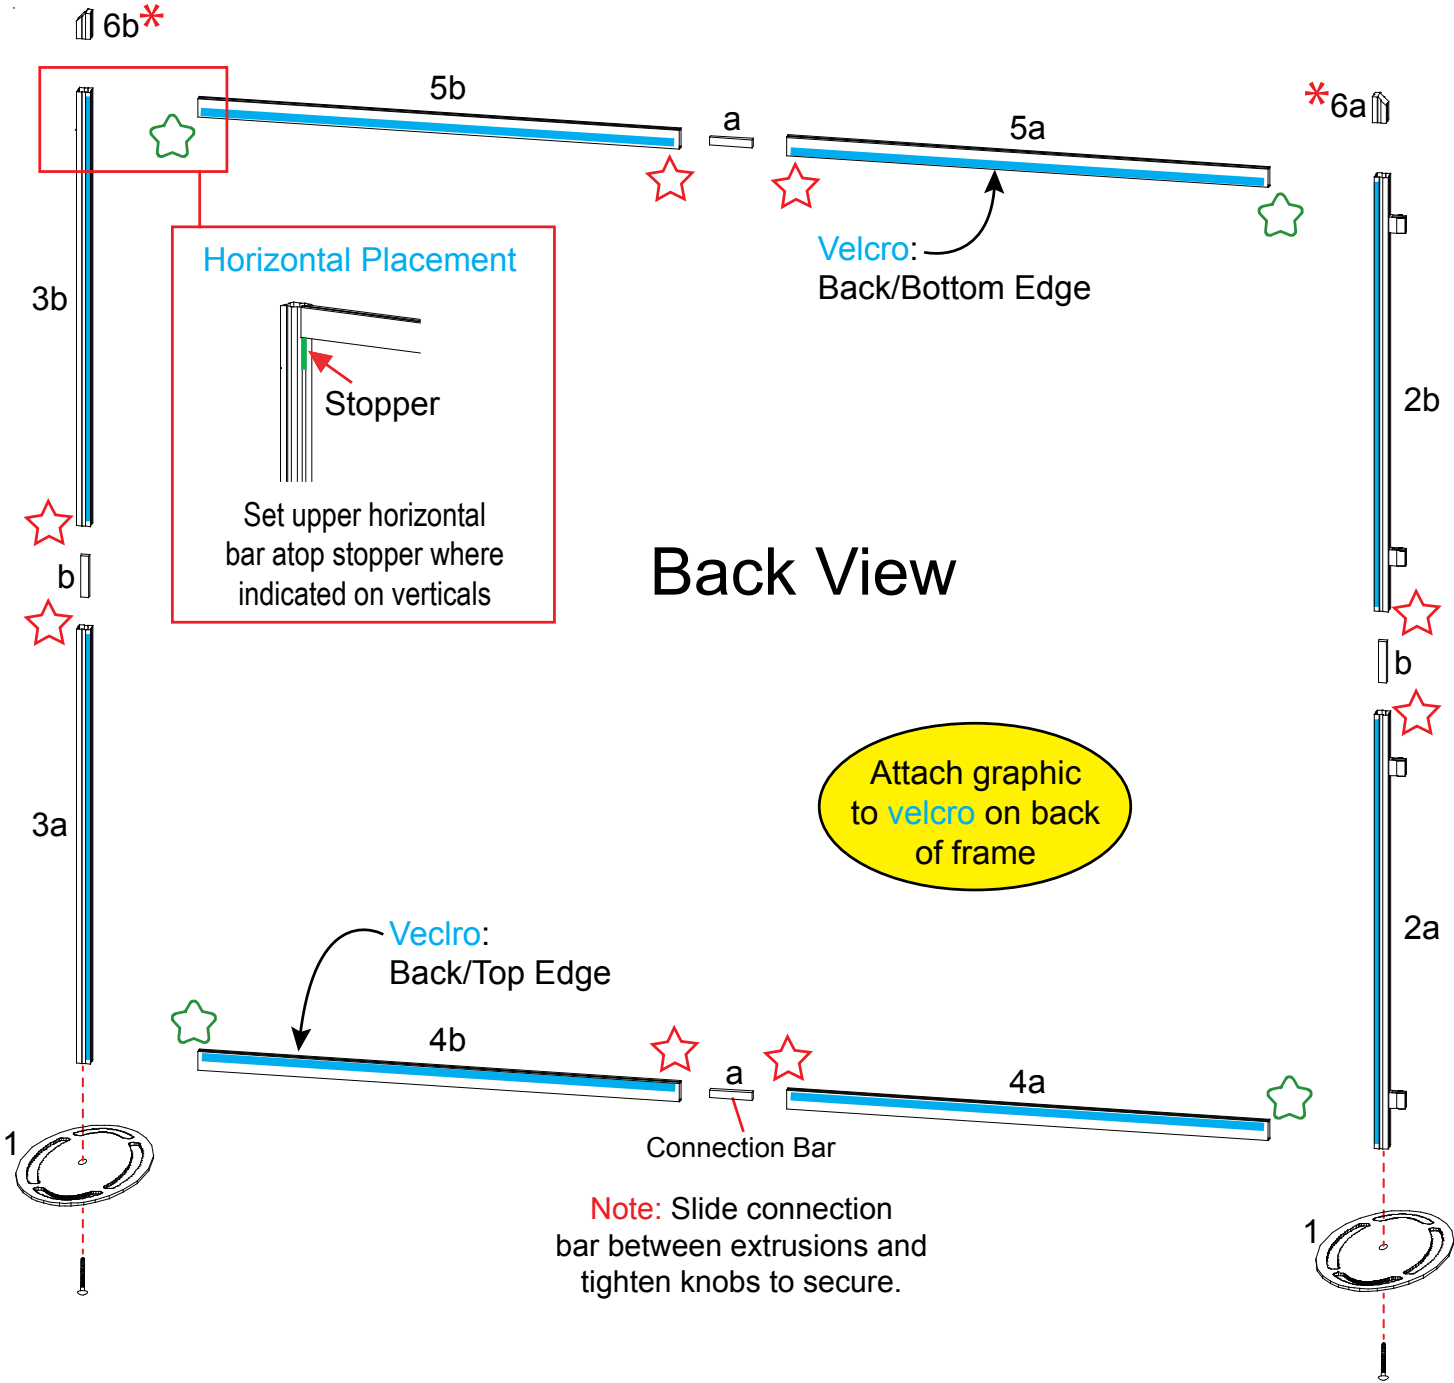 6b*
*6a
5b
a
5a
Velcro:
Back/Bottom Edge
Horizontal Placement
Stopper
Set upper horizontal
bar atop stopper where
indicated on verticals
3b
2b
b
Back View
b
Attach graphic
to velcro on back
of frame
3a
2a
Veclro:
Back/Top Edge
4b
a
4a
Connection Bar
1
Note: Slide connection
bar between extrusions and
tighten knobs to secure.
1